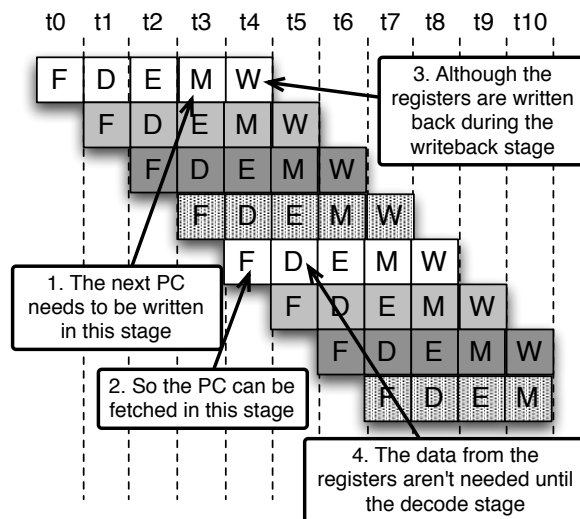 t0 t1 t2 t3 t4 t5 t6 t7 t8 t9 t10
F D E M W
3. Although the
registers are written
back during the
writeback stage
F D E M W
F D E M W
F D E M W
F D E M W
1. The next PC
needs to be written
in this stage
F D E M W
F D E M W
2. So the PC can be
fetched in this stage
F D E M
4. The data from the
registers aren't needed until
the decode stage